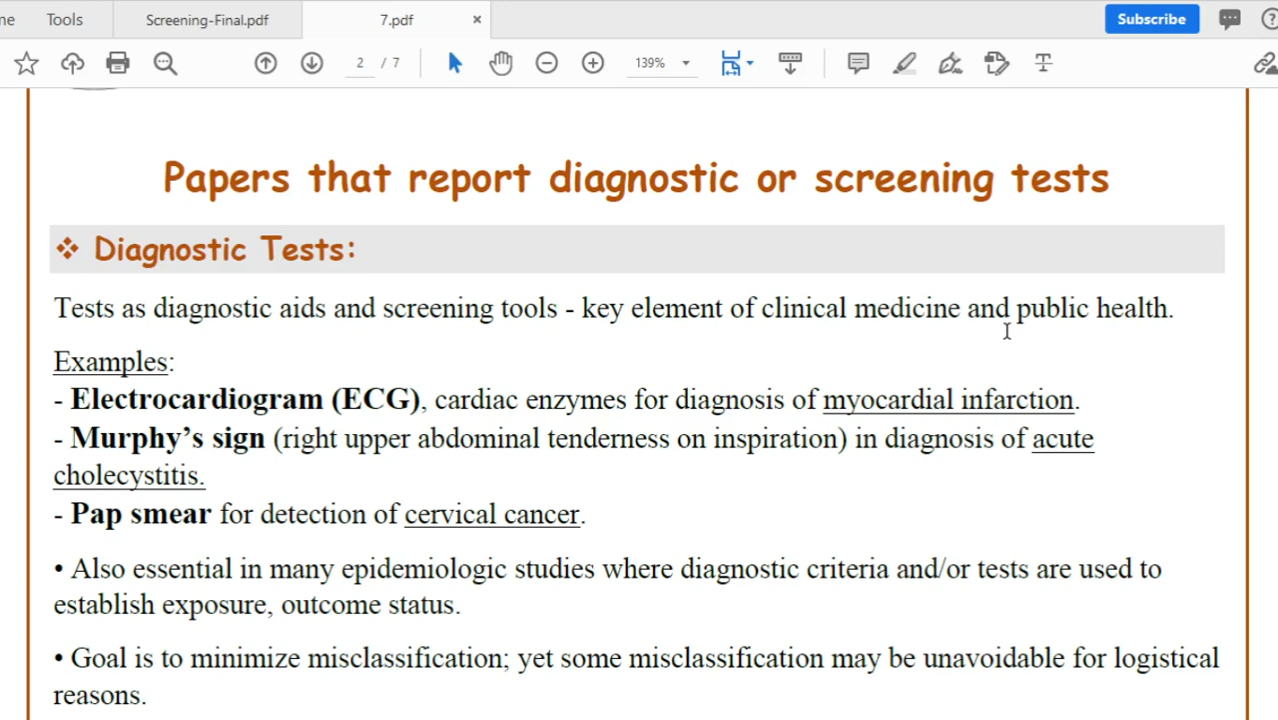 me Tools Screening-Final.pdf 7.pdf × Subscribe
2 / 7 139%
Papers that report diagnostic or screening tests
❖ Diagnostic Tests:
Tests as diagnostic aids and screening tools - key element of clinical medicine and public health.
Examples:
- Electrocardiogram (ECG), cardiac enzymes for diagnosis of myocardial infarction.
- Murphy’s sign (right upper abdominal tenderness on inspiration) in diagnosis of acute
cholecystitis.
- Pap smear for detection of cervical cancer.
• Also essential in many epidemiologic studies where diagnostic criteria and/or tests are used to
establish exposure, outcome status.
• Goal is to minimize misclassification; yet some misclassification may be unavoidable for logistical
reasons.